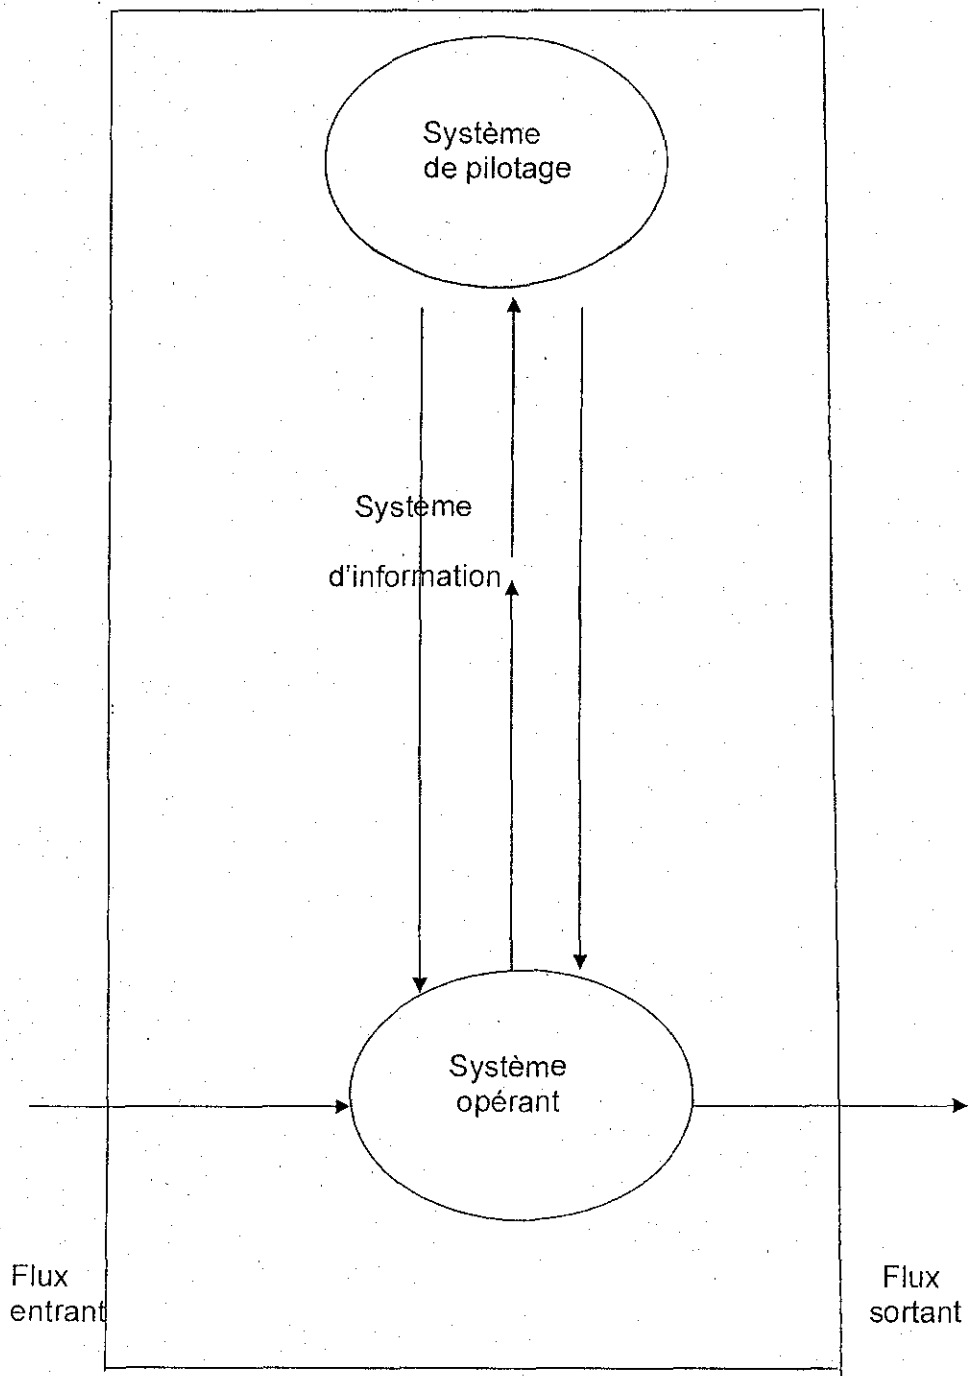 Système
de pilotage
Système
d'information
Système
opérant
Flux
entrant
Flux
sortant